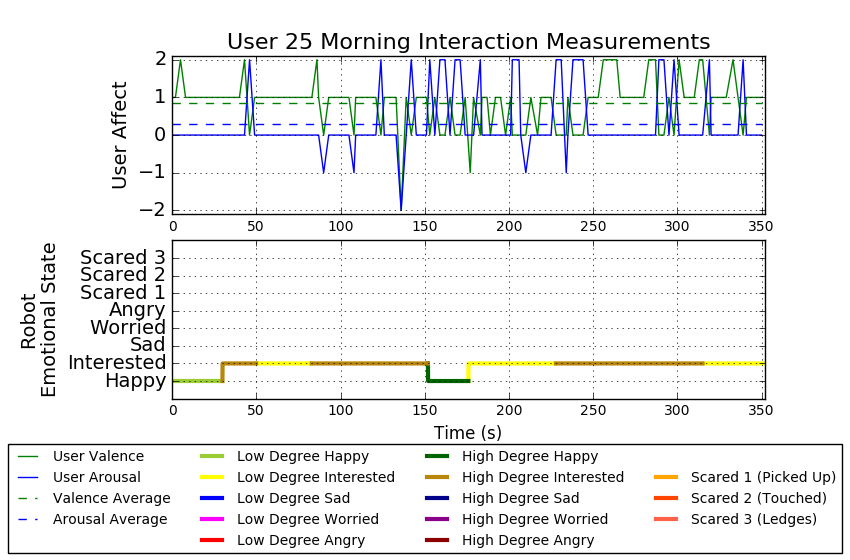 User 25 Morning Interaction Measurements
User Affect
2
1
0
−1
−2
0 50 100 150 200 250 300 350
Robot
Emotional State
Scared 3
Scared 2
Scared 1
Angry
Worried
Sad
Interested
Happy
0 50 100 150 200 250 300 350
Time (s)
User Valence
User Arousal
Valence Average
Arousal Average
Low Degree Happy
Low Degree Interested
Low Degree Sad
Low Degree Worried
Low Degree Angry
High Degree Happy
High Degree Interested
High Degree Sad
High Degree Worried
High Degree Angry
Scared 1 (Picked Up)
Scared 2 (Touched)
Scared 3 (Ledges)